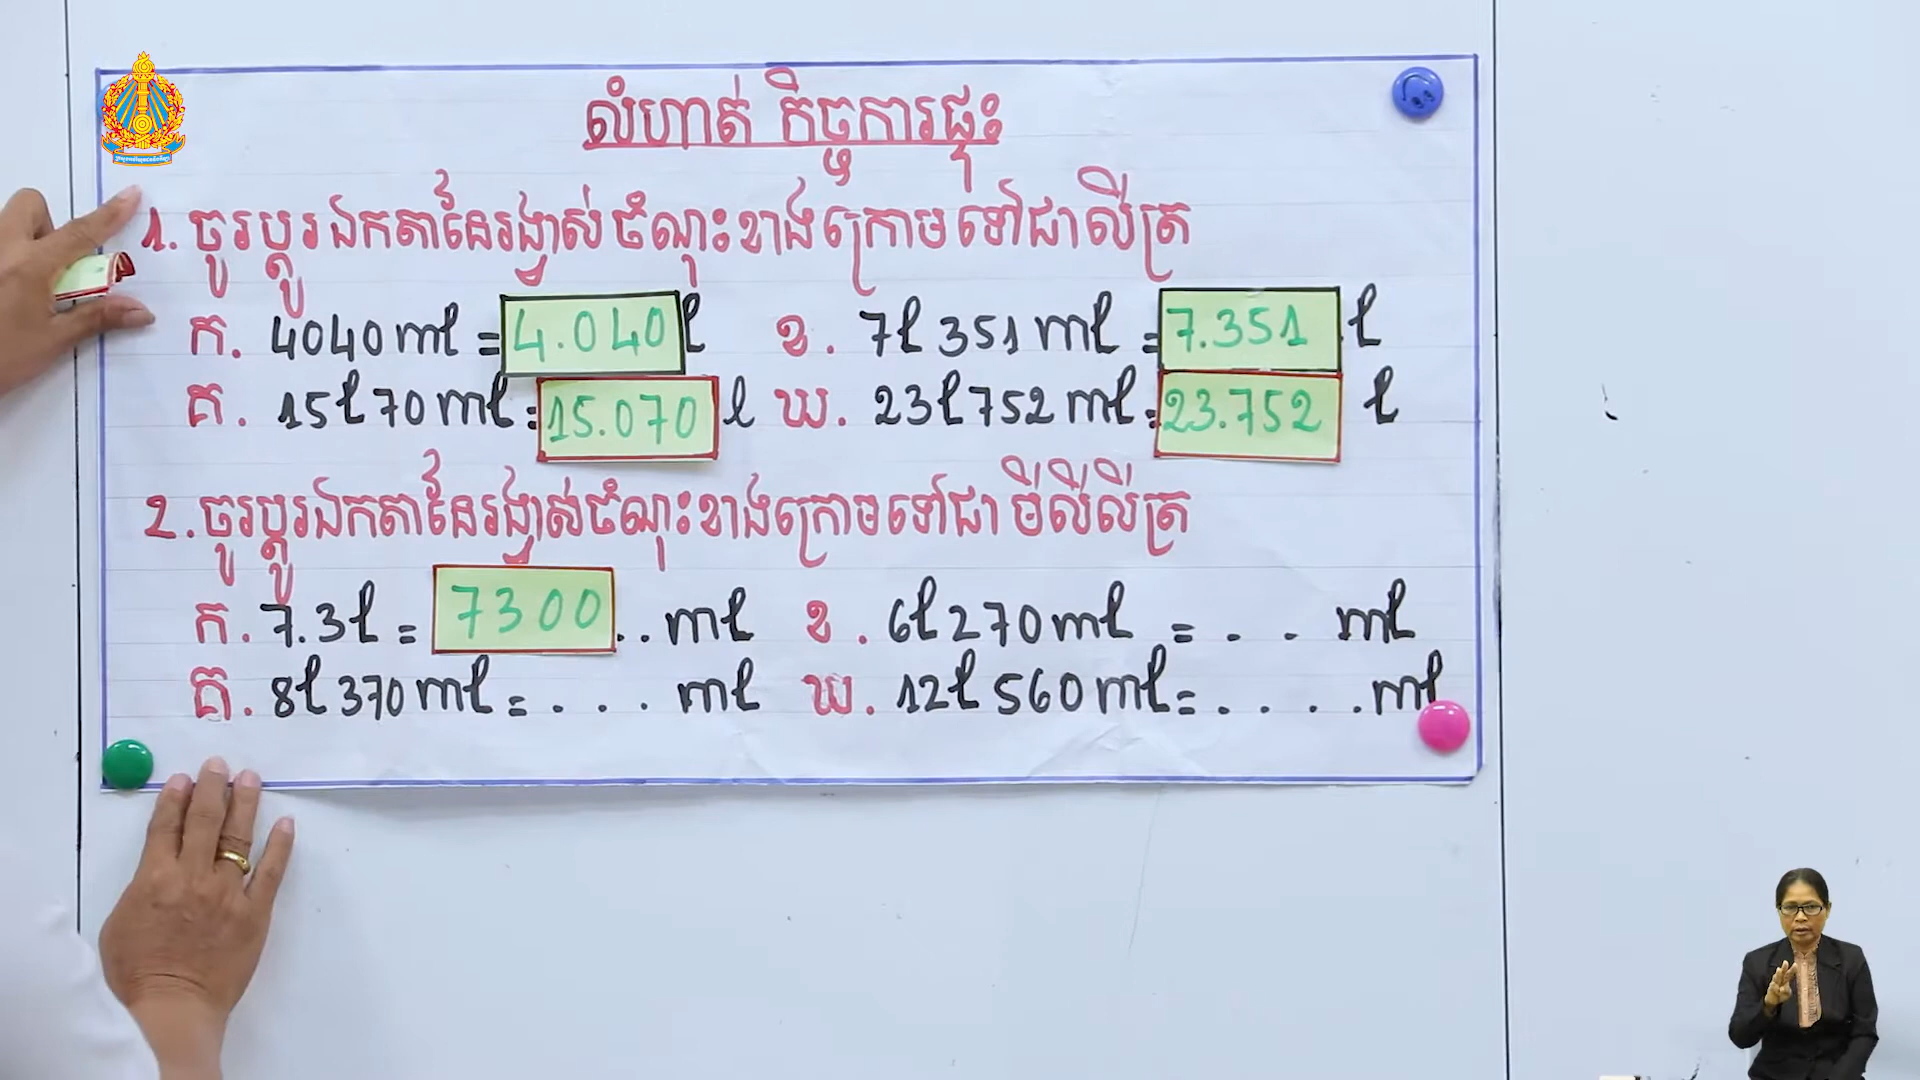 លំហាត់ កិច្ចការផ្ទះ
1. ចូរប្តូរឯកតានៃរង្វាស់ចំណុះខាងក្រោមទៅជាលីត្រ
ក. 4040 ml = 4.040 l ខ. 7l 351 ml = 7.351 l
គ. 15l 70 ml = 15.070 l ឃ. 23l 752 ml = 23.752 l
2. ចូរប្តូរឯកតានៃរង្វាស់ចំណុះខាងក្រោមទៅជា មីលីលីត្រ
ក. 7.3l = 7300 .. ml ខ. 6l 270 ml = . . ml
គ. 8l 370 ml = . . . ml ឃ. 12l 560 ml = . . . . ml